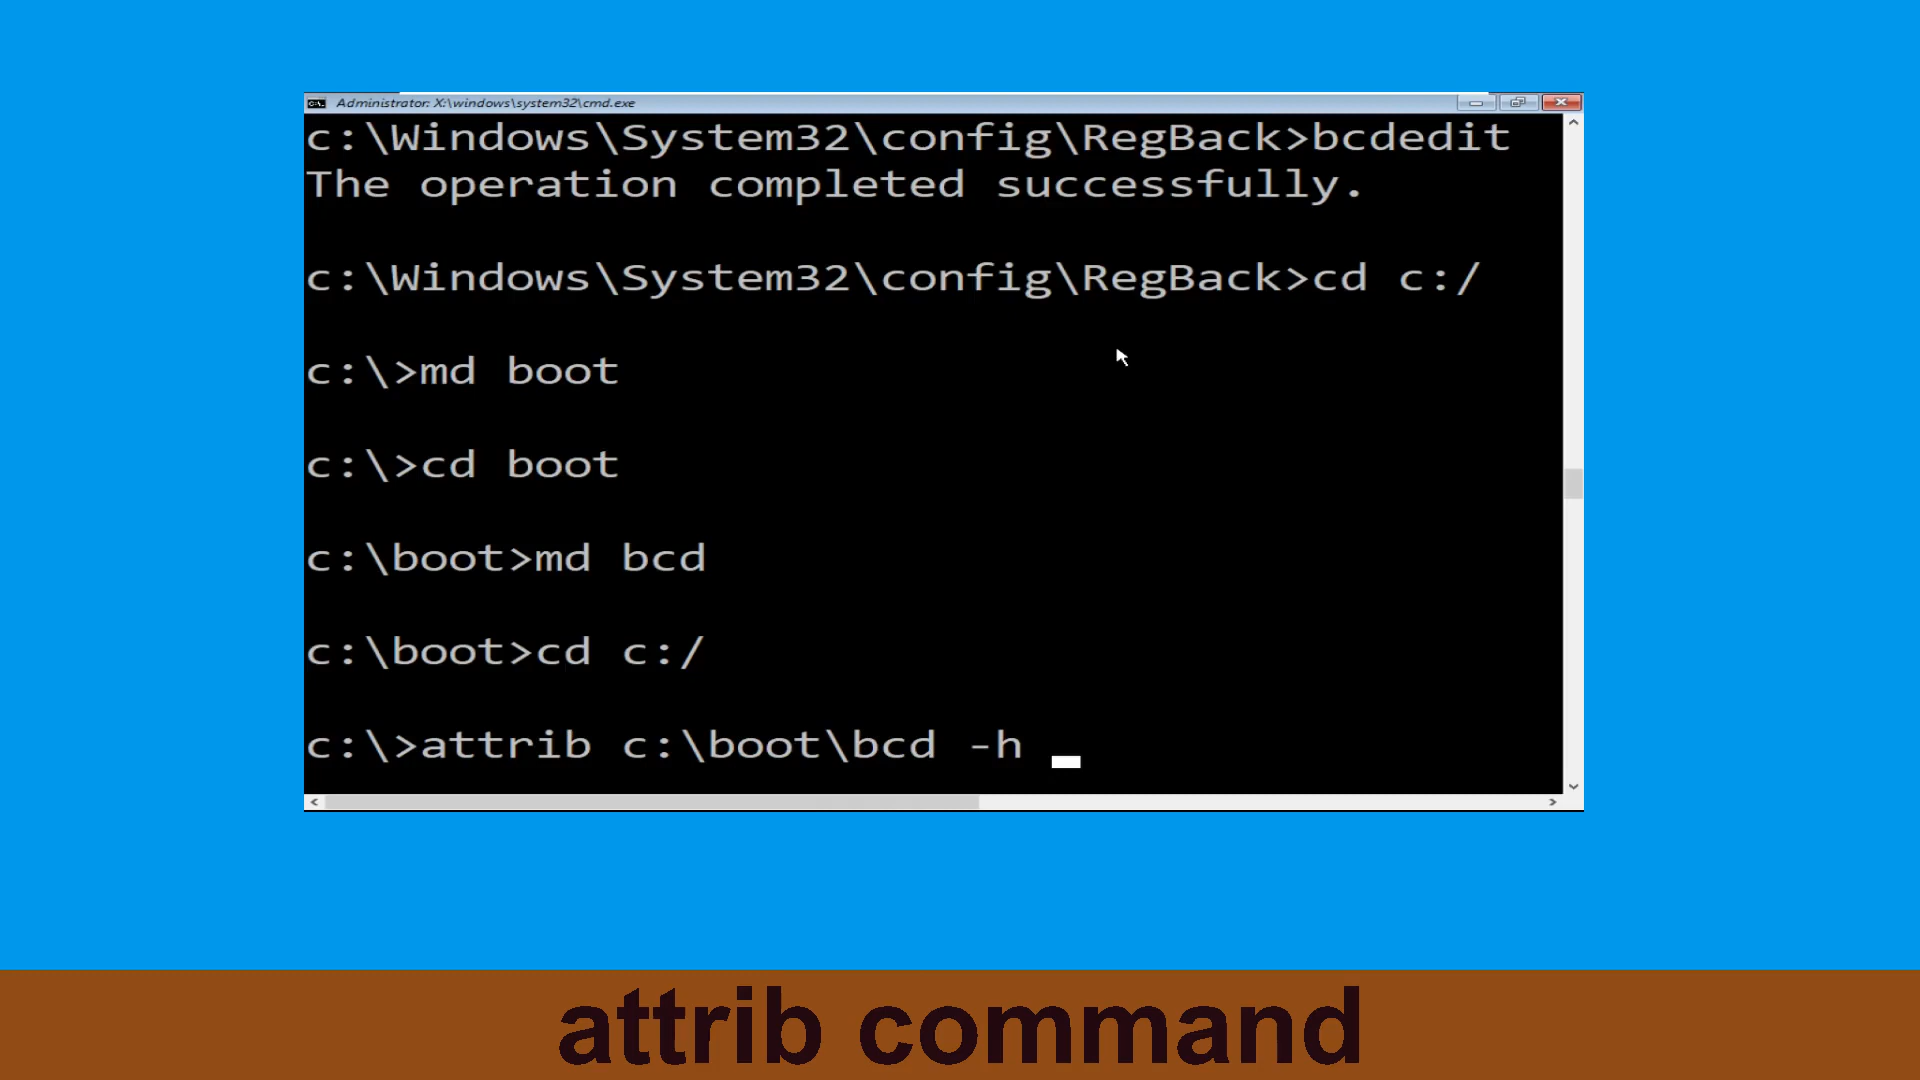 Administrator: X:\windows\system32\cmd.exe
c:\Windows\System32\config\RegBack>bcdedit
The operation completed successfully.
c:\Windows\System32\config\RegBack>cd c:/
c:\>md boot
c:\>cd boot
c:\boot>md bcd
c:\boot>cd c:/
c:\>attrib c:\boot\bcd -h
attrib command